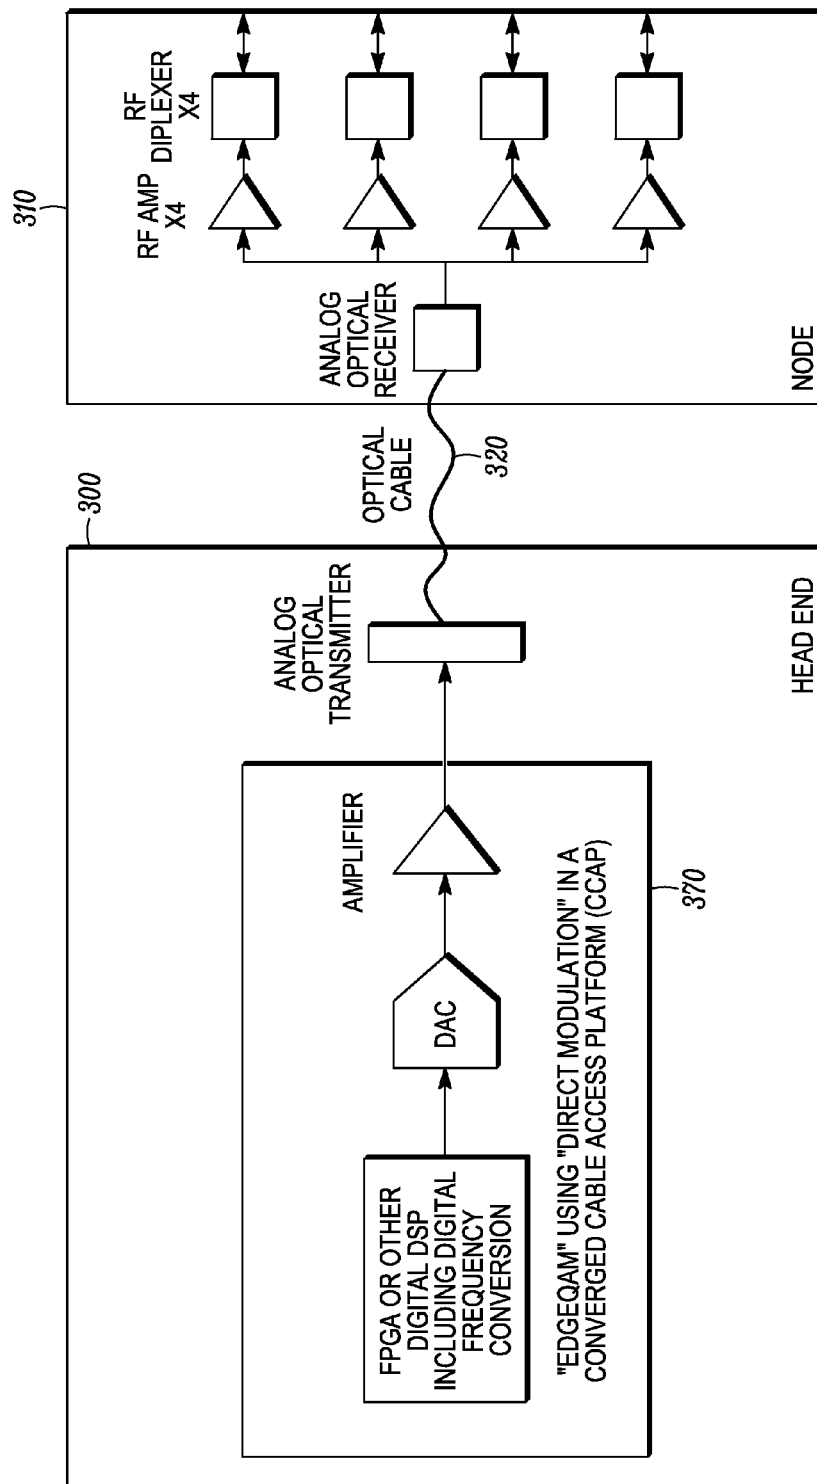 300
ANALOG
OPTICAL
TRANSMITTER
AMPLIFIER
DAC
FPGA OR OTHER
DIGITAL DSP
INCLUDING DIGITAL
FREQUENCY
CONVERSION
"EDGEQAM" USING "DIRECT MODULATION" IN A
CONVERGED CABLE ACCESS PLATFORM (CCAP)
370
HEAD END
OPTICAL
CABLE
320
310
ANALOG
OPTICAL
RECEIVER
RF AMP
X4
RF
DIPLEXER
X4
NODE